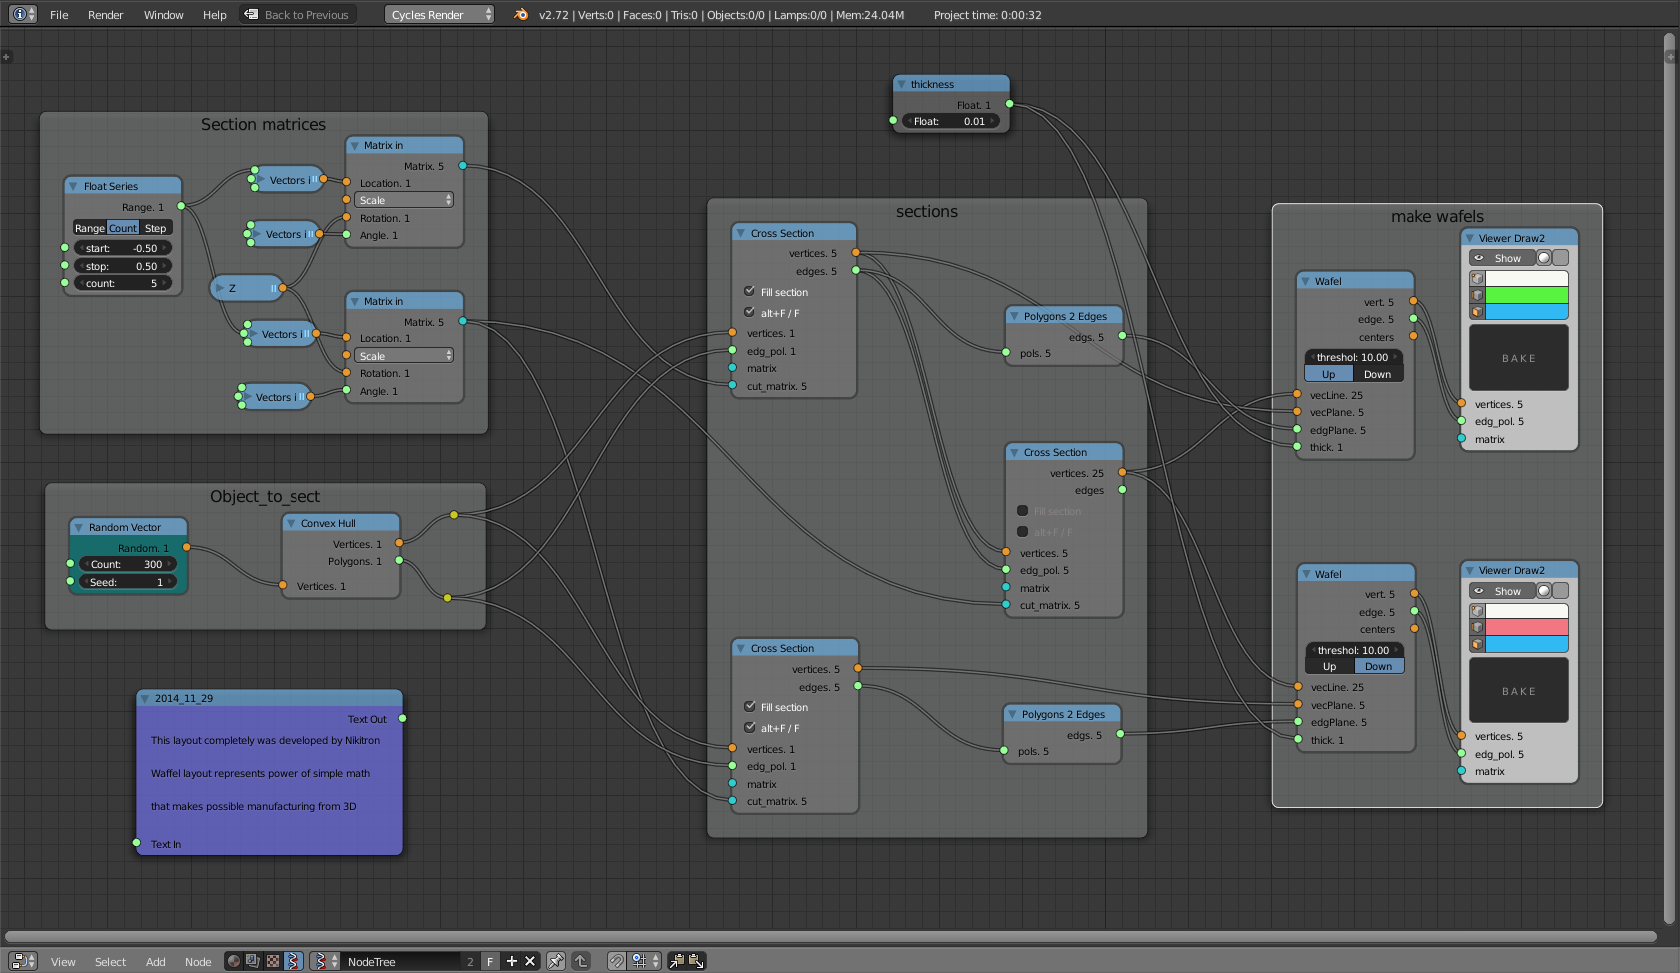 File Render Window Help Back to Previous Cycles Render v2.72 | Verts:0 | Faces:0 | Tris:0 | Objects:0/0 | Lamps:0/0 | Mem:24.04M Project time: 0:00:32
Section matrices
Float Series
Range. 1
Range Count Step
start: -0.50
stop: 0.50
count: 5
Vectors i
Vectors i
Z
Vectors i
Vectors i
Matrix in
Matrix. 5
Location. 1
Scale
Rotation. 1
Angle. 1
Matrix in
Matrix. 5
Location. 1
Scale
Rotation. 1
Angle. 1
Object_to_sect
Random Vector
Random. 1
Count: 300
Seed: 1
Convex Hull
Vertices. 1
Polygons. 1
Vertices. 1
2014_11_29
Text Out
This layout completely was developed by Nikitron
Waffel layout represents power of simple math
that makes possible manufacturing from 3D
Text In
thickness
Float. 1
Float: 0.01
sections
Cross Section
vertices. 5
edges. 5
Fill section
alt+F / F
vertices. 1
edg_pol. 1
matrix
cut_matrix. 5
Polygons 2 Edges
edgs. 5
pols. 5
Cross Section
vertices. 25
edges
Fill section
alt+F / F
vertices. 5
edg_pol. 5
matrix
cut_matrix. 5
Cross Section
vertices. 5
edges. 5
Fill section
alt+F / F
vertices. 1
edg_pol. 1
matrix
cut_matrix. 5
Polygons 2 Edges
edgs. 5
pols. 5
make wafels
Wafel
vert. 5
edge. 5
centers
threshol: 10.00
Up Down
vecLine. 25
vecPlane. 5
edgPlane. 5
thick. 1
Viewer Draw2
Show
BAKE
vertices. 5
edg_pol. 5
matrix
Wafel
vert. 5
edge. 5
centers
threshol: 10.00
Up Down
vecLine. 25
vecPlane. 5
edgPlane. 5
thick. 1
Viewer Draw2
Show
BAKE
vertices. 5
edg_pol. 5
matrix
View Select Add Node NodeTree 2 F